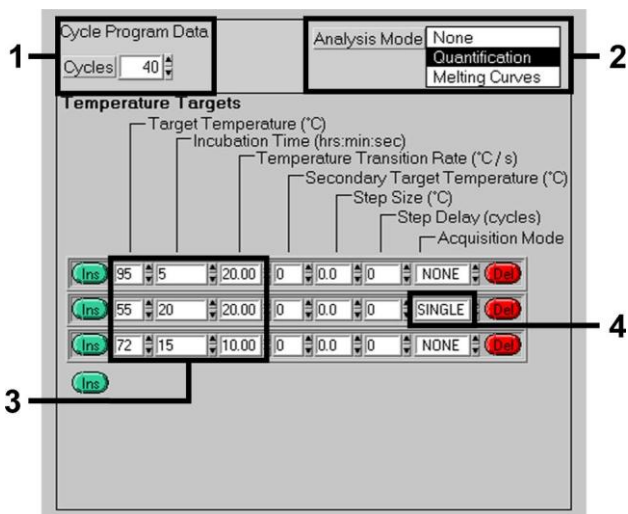 Cycle Program Data
Cycles 40
Analysis Mode None
Quantification
Melting Curves
1
2
Temperature Targets
Target Temperature (°C)
Incubation Time (hrs:min:sec)
Temperature Transition Rate (°C / s)
Secondary Target Temperature (°C)
Step Size (°C)
Step Delay (cycles)
Acquisition Mode
Ins 95 5 20.00 0 0.0 0 NONE Del
Ins 55 20 20.00 0 0.0 0 SINGLE Del
Ins 72 15 10.00 0 0.0 0 NONE Del
4
Ins
3